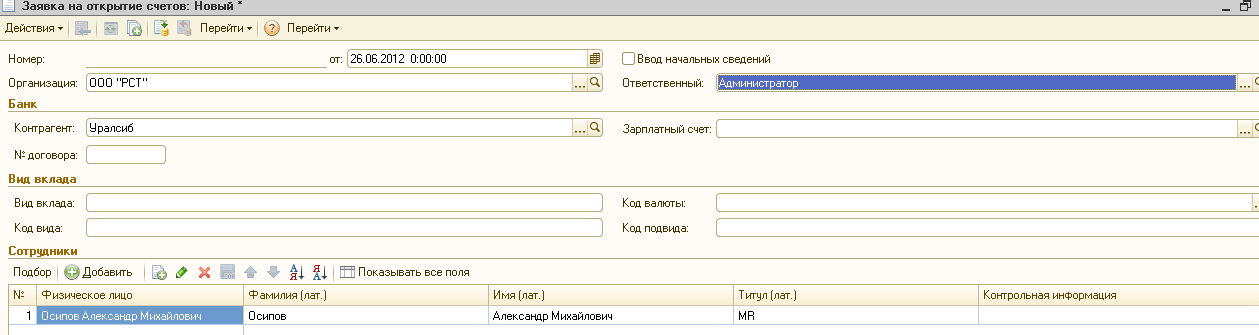 Заявка на открытие счетов: Новый *
Действия Перейти ? Перейти
Номер: от: 26.06.2012 0:00:00 Ввод начальных сведений
Организация: ООО "РСТ" ... Ответственный: Администратор ...
Банк
Контрагент: Уралсиб ... Зарплатный счет: ...
№ договора:
Вид вклада
Вид вклада: Код валюты: ...
Код вида: Код подвида:
Сотрудники
Подбор Добавить Показывать все поля
№ Физическое лицо Фамилия (лат.) Имя (лат.) Титул (лат.) Контрольная информация
1 Осипов Александр Михайлович Осипов Александр Михайлович MR